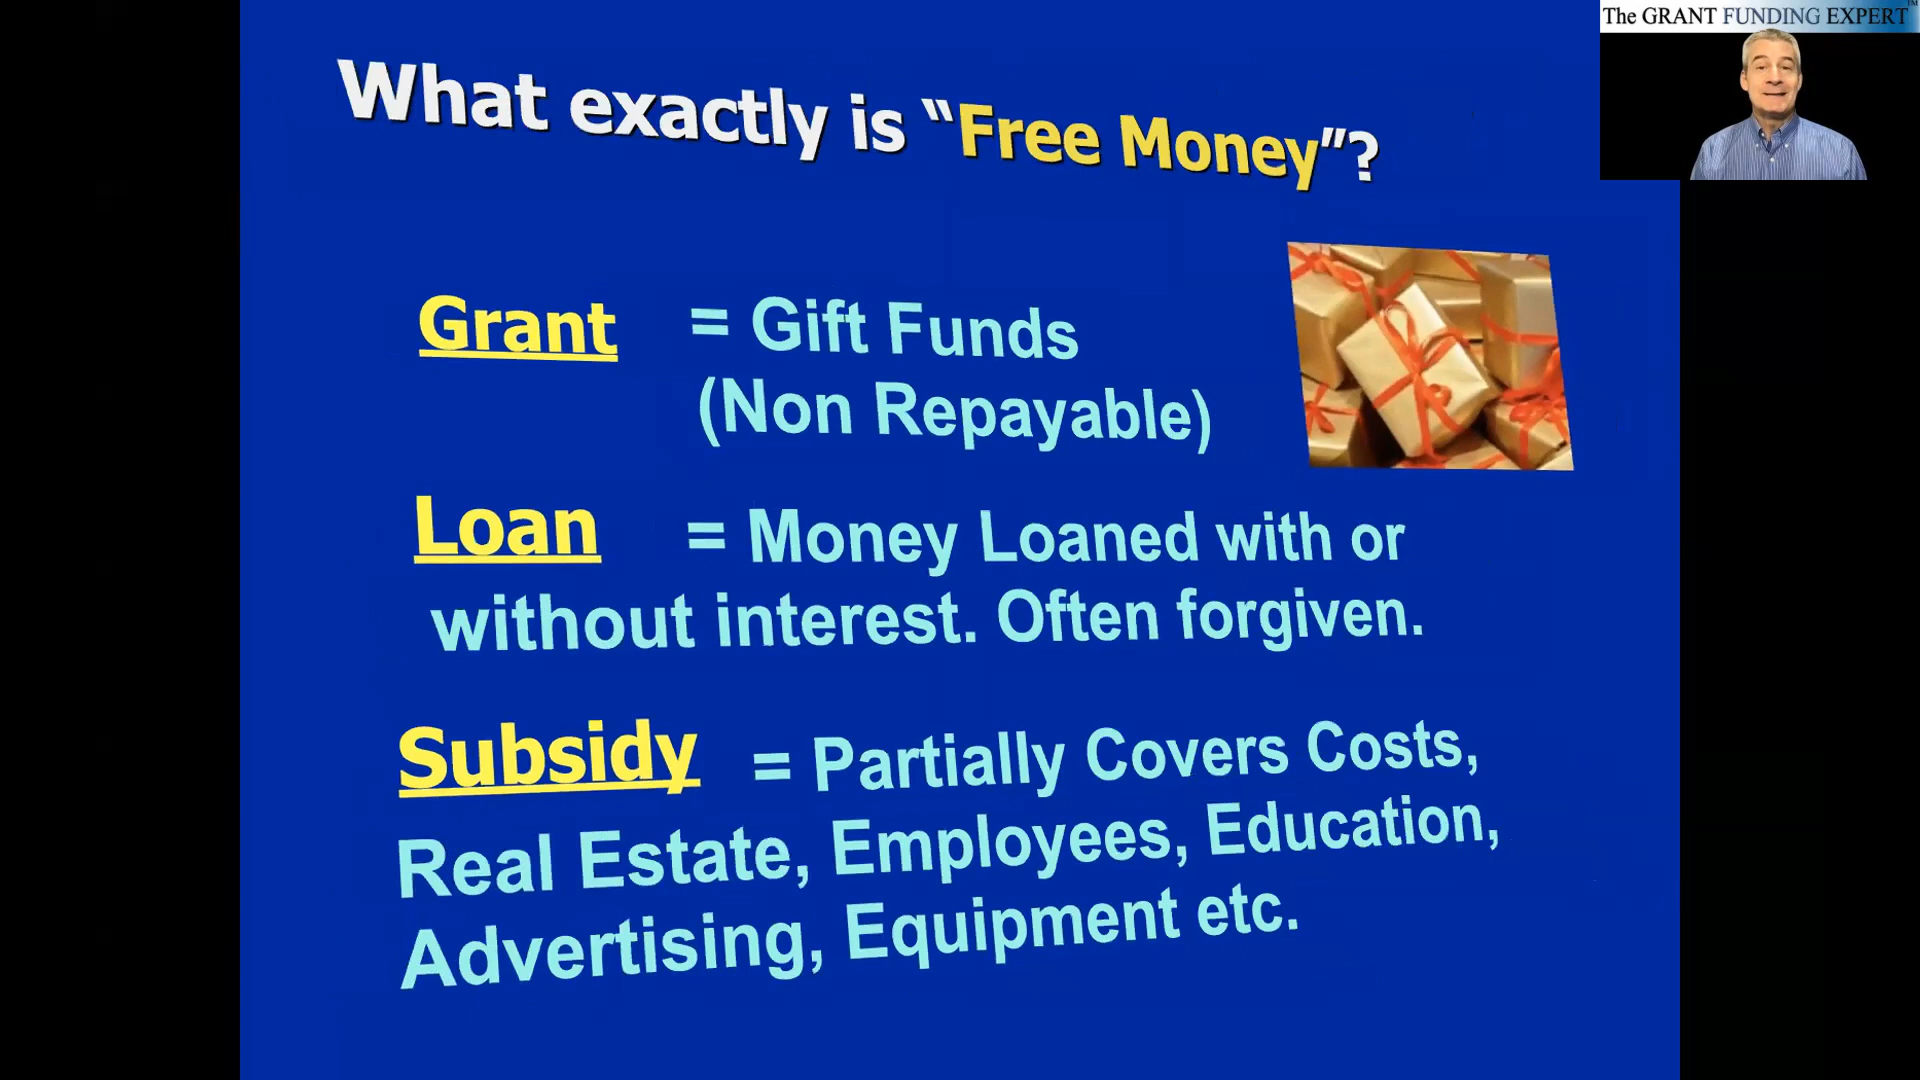 The GRANT FUNDING EXPERT™
What exactly is “Free Money”?
Grant = Gift Funds
(Non Repayable)
Loan = Money Loaned with or
without interest. Often forgiven.
Subsidy = Partially Covers Costs,
Real Estate, Employees, Education,
Advertising, Equipment etc.